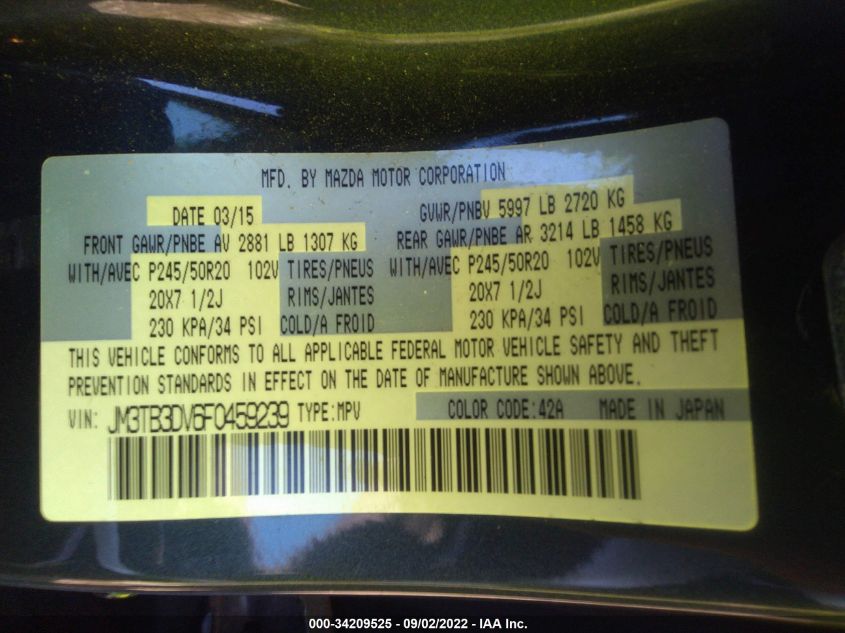 MFD. BY MAZDA MOTOR CORPORATION
DATE 03/15 GVWR/PNBV 5997 LB 2720 KG
FRONT GAWR/PNBE AV 2881 LB 1307 KG REAR GAWR/PNBE AR 3214 LB 1458 KG
WITH/AVEC P245/50R20 102V TIRES/PNEUS WITH/AVEC P245/50R20 102V TIRES/PNEUS
20X7 1/2J RIMS/JANTES 20X7 1/2J RIMS/JANTES
230 KPA/34 PSI COLD/A FROID 230 KPA/34 PSI COLD/A FROID
THIS VEHICLE CONFORMS TO ALL APPLICABLE FEDERAL MOTOR VEHICLE SAFETY AND THEFT
PREVENTION STANDARDS IN EFFECT ON THE DATE OF MANUFACTURE SHOWN ABOVE.
VIN: JM3TB3DV6F0459239 TYPE:MPV COLOR CODE:42A MADE IN JAPAN
000-34209525 - 09/02/2022 - IAA Inc.